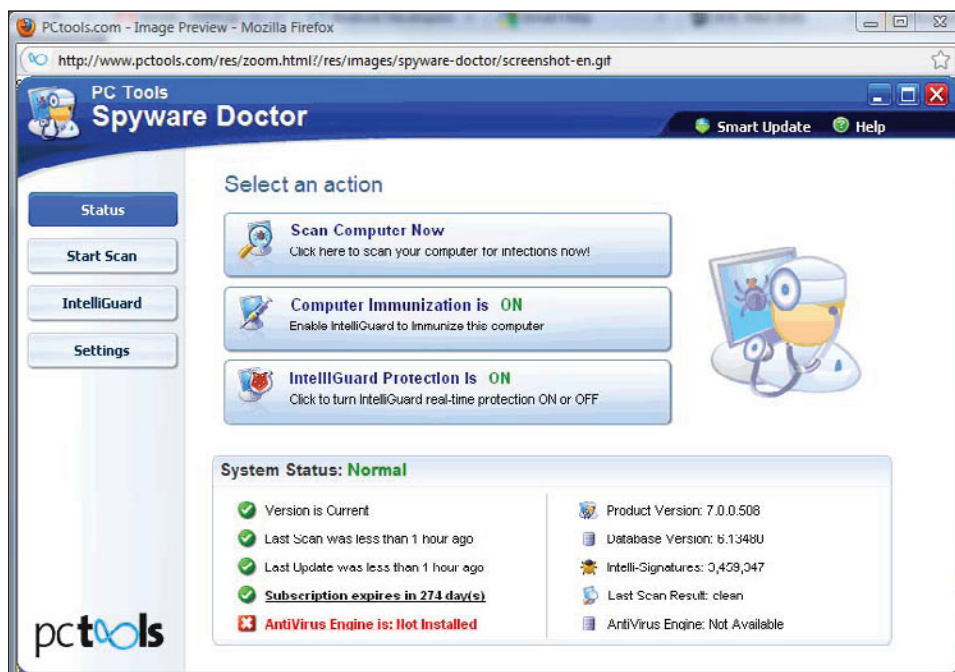 PCtools.com - Image Preview - Mozilla Firefox
http://www.pctools.com/res/zoom.html?/res/images/spyware-doctor/screenshot-en.gif
PC Tools
Spyware Doctor
Smart Update
Help
Select an action
Status
Start Scan
IntelliGuard
Settings
Scan Computer Now
Click here to scan your computer for infections now!
Computer Immunization is ON
Enable IntelliGuard to Immunize this computer
IntelliGuard Protection is ON
Click to turn IntelliGuard real-time protection ON or OFF
System Status: Normal
Version is Current
Last Scan was less than 1 hour ago
Last Update was less than 1 hour ago
Subscription expires in 274 day(s)
AntiVirus Engine is: Not Installed
Product Version: 7.0.0.508
Database Version: 6.13480
Intelli-Signatures:
Last Scan Result: clean
AntiVirus Engine: Not Available
pctools